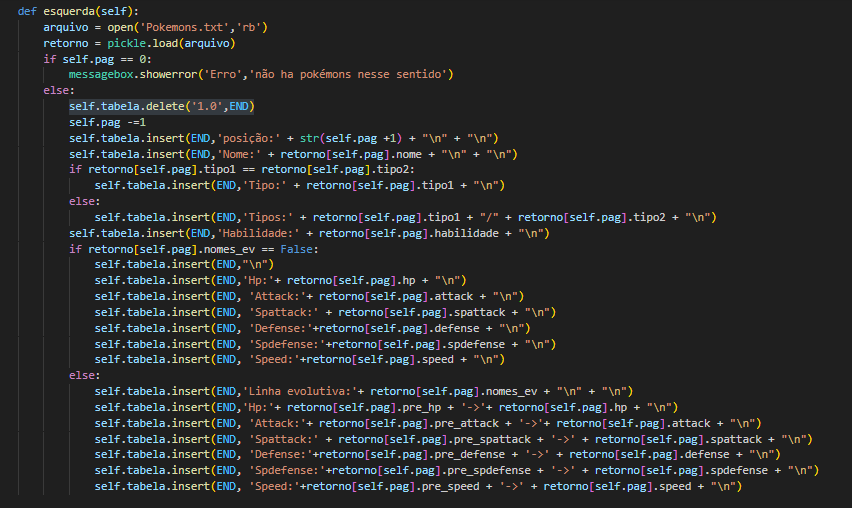 def esquerda(self):
    arquivo = open('Pokemons.txt','rb')
    retorno = pickle.load(arquivo)
    if self.pag == 0:
        messagebox.showerror('Erro','não ha pokémons nesse sentido')
    else:
        self.tabela.delete('1.0',END)
        self.pag -=1
        self.tabela.insert(END,'posição:' + str(self.pag +1) + "\n" + "\n")
        self.tabela.insert(END,'Nome:' + retorno[self.pag].nome + "\n" + "\n")
        if retorno[self.pag].tipo1 == retorno[self.pag].tipo2:
            self.tabela.insert(END,'Tipo:' + retorno[self.pag].tipo1 + "\n")
        else:
            self.tabela.insert(END,'Tipos:' + retorno[self.pag].tipo1 + "/" + retorno[self.pag].tipo2 + "\n")
        self.tabela.insert(END,'Habilidade:' + retorno[self.pag].habilidade + "\n")
        if retorno[self.pag].nomes_ev == False:
            self.tabela.insert(END,"\n")
            self.tabela.insert(END,'Hp:'+ retorno[self.pag].hp + "\n")
            self.tabela.insert(END, 'Attack:'+ retorno[self.pag].attack + "\n")
            self.tabela.insert(END, 'Spattack:' + retorno[self.pag].spattack + "\n")
            self.tabela.insert(END, 'Defense:'+retorno[self.pag].defense + "\n")
            self.tabela.insert(END, 'Spdefense:'+retorno[self.pag].spdefense + "\n")
            self.tabela.insert(END, 'Speed:'+retorno[self.pag].speed + "\n")
        else:
            self.tabela.insert(END,'Linha evolutiva:'+ retorno[self.pag].nomes_ev + "\n" + "\n")
            self.tabela.insert(END,'Hp:'+ retorno[self.pag].pre_hp + '->'+ retorno[self.pag].hp + "\n")
            self.tabela.insert(END, 'Attack:'+ retorno[self.pag].pre_attack + '->'+ retorno[self.pag].attack + "\n")
            self.tabela.insert(END, 'Spattack:' + retorno[self.pag].pre_spattack + '->' + retorno[self.pag].spattack + "\n")
            self.tabela.insert(END, 'Defense:'+retorno[self.pag].pre_defense + '->' + retorno[self.pag].defense + "\n")
            self.tabela.insert(END, 'Spdefense:'+retorno[self.pag].pre_spdefense + '->' + retorno[self.pag].spdefense + "\n")
            self.tabela.insert(END, 'Speed:'+retorno[self.pag].pre_speed + '->' + retorno[self.pag].speed + "\n")